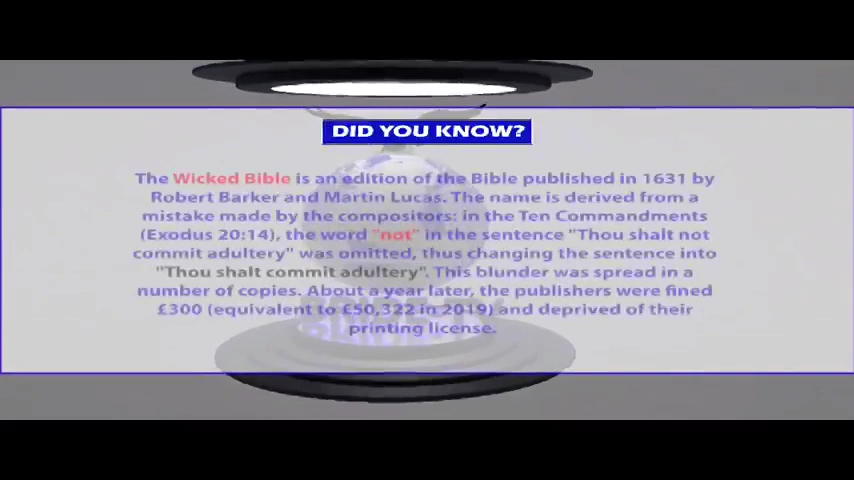 DID YOU KNOW?
The Wicked Bible is an edition of the Bible published in 1631 by
Robert Barker and Martin Lucas. The name is derived from a
mistake made by the compositors: in the Ten Commandments
(Exodus 20:14), the word "not" in the sentence "Thou shalt not
commit adultery" was omitted, thus changing the sentence into
"Thou shalt commit adultery". This blunder was spread in a
number of copies. About a year later, the publishers were fined
£300 (equivalent to £50,322 in 2019) and deprived of their
printing license.